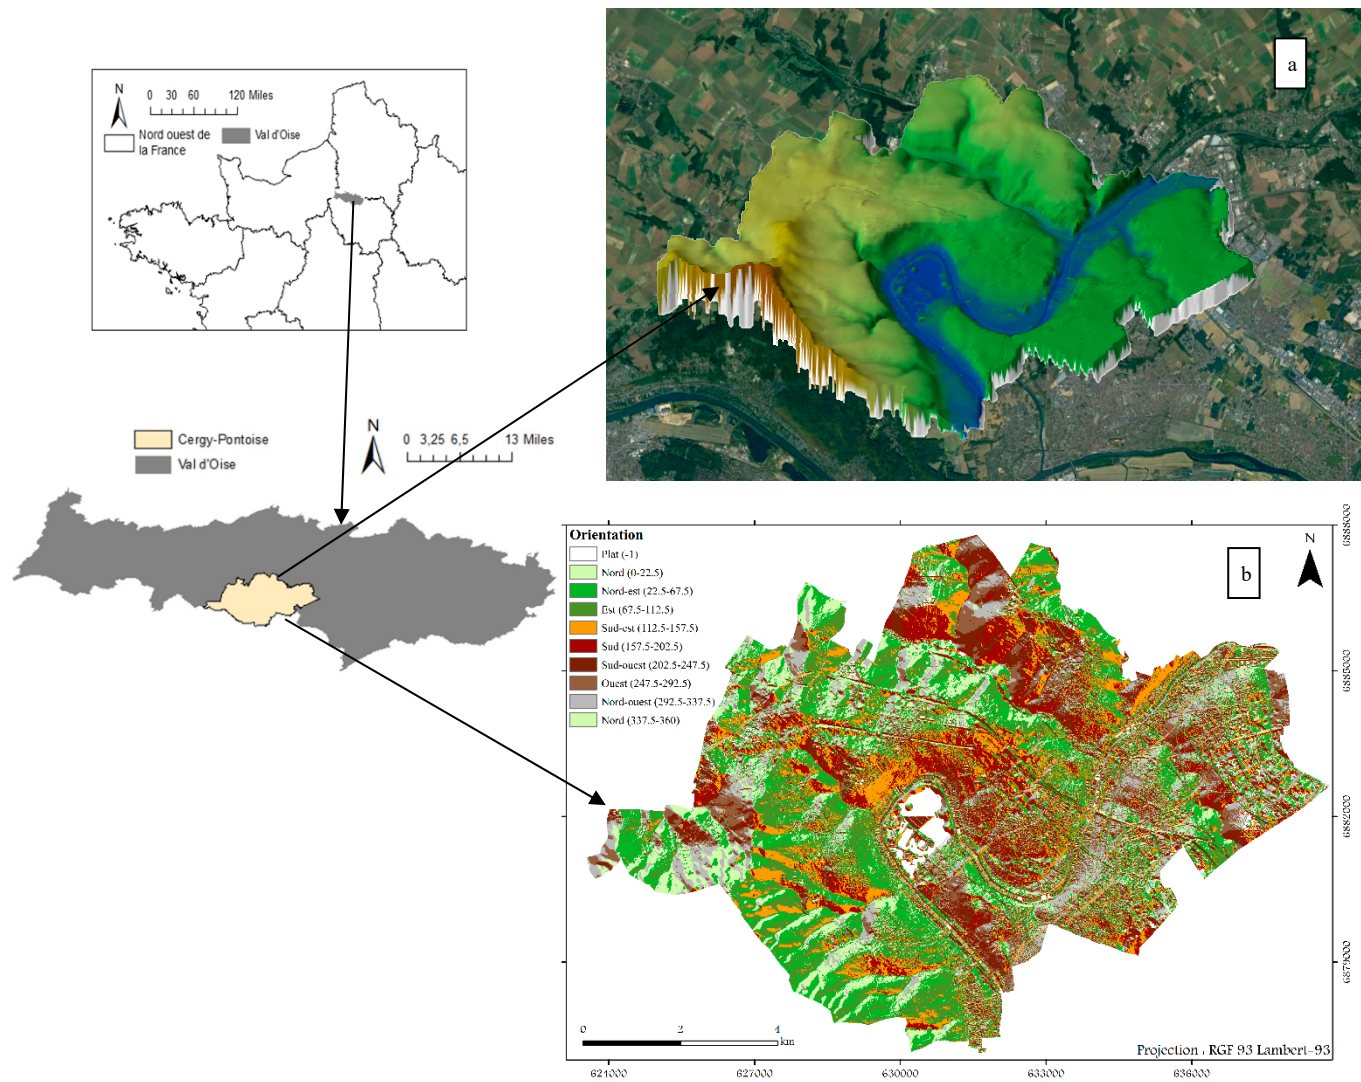 N
0 30 60 120 Miles
Nord ouest de
la France
Val d'Oise
a
Cergy-Pontoise
Val d'Oise
N
0 3,25 6,5 13 Miles
Orientation
Plat (-1)
Nord (0-22.5)
Nord-est (22.5-67.5)
Est (67.5-112.5)
Sud-est (112.5-157.5)
Sud (157.5-202.5)
Sud-ouest (202.5-247.5)
Ouest (247.5-292.5)
Nord-ouest (292.5-337.5)
Nord (337.5-360)
b
N
6888000
6885000
6882000
6879000
0 2 4
km
Projection : RGF 93 Lambert-93
621000 627000 630000 633000 636000